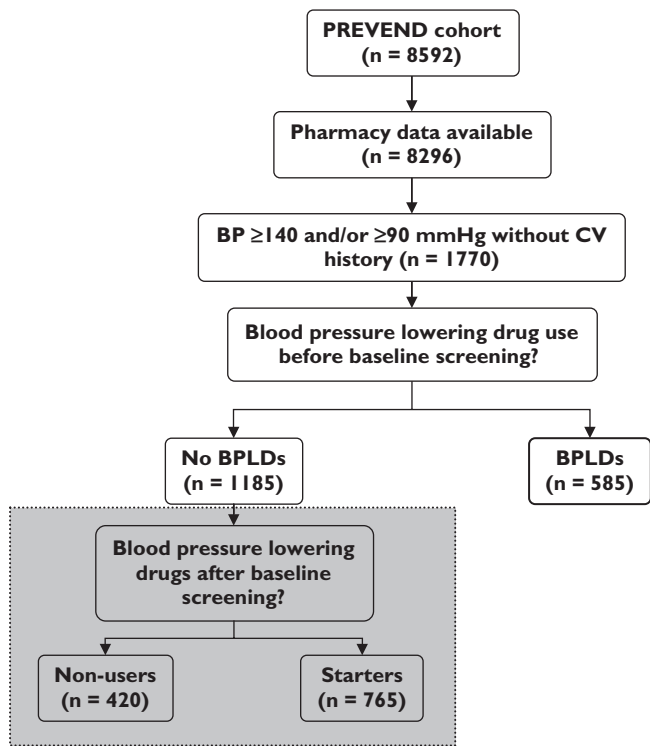 PREVEND cohort
(n = 8592)
Pharmacy data available
(n = 8296)
BP ≥140 and/or ≥90 mmHg without CV
history (n = 1770)
Blood pressure lowering drug use
before baseline screening?
No BPLDs
(n = 1185)
BPLDs
(n = 585)
Blood pressure lowering
drugs after baseline
screening?
Non-users
(n = 420)
Starters
(n = 765)